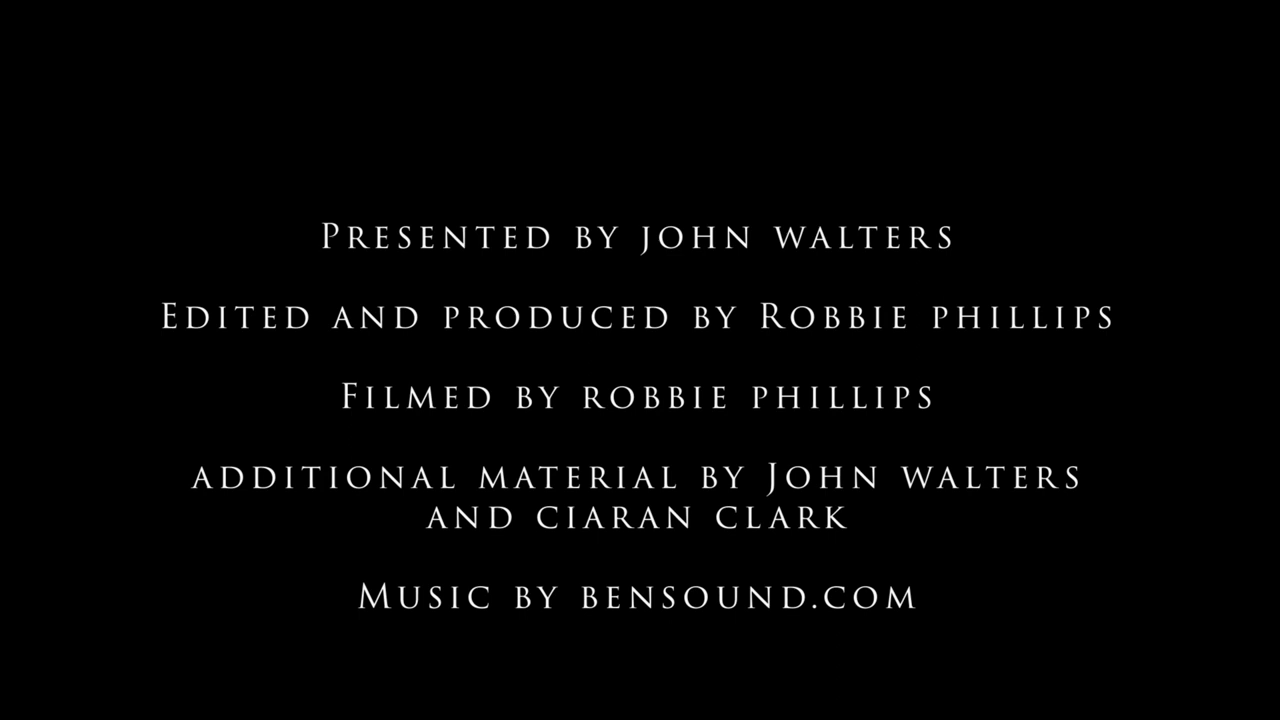 Presented by john walters
Edited and produced by Robbie phillips
Filmed by robbie phillips
additional material by John walters
and ciaran clark
Music by bensound.com